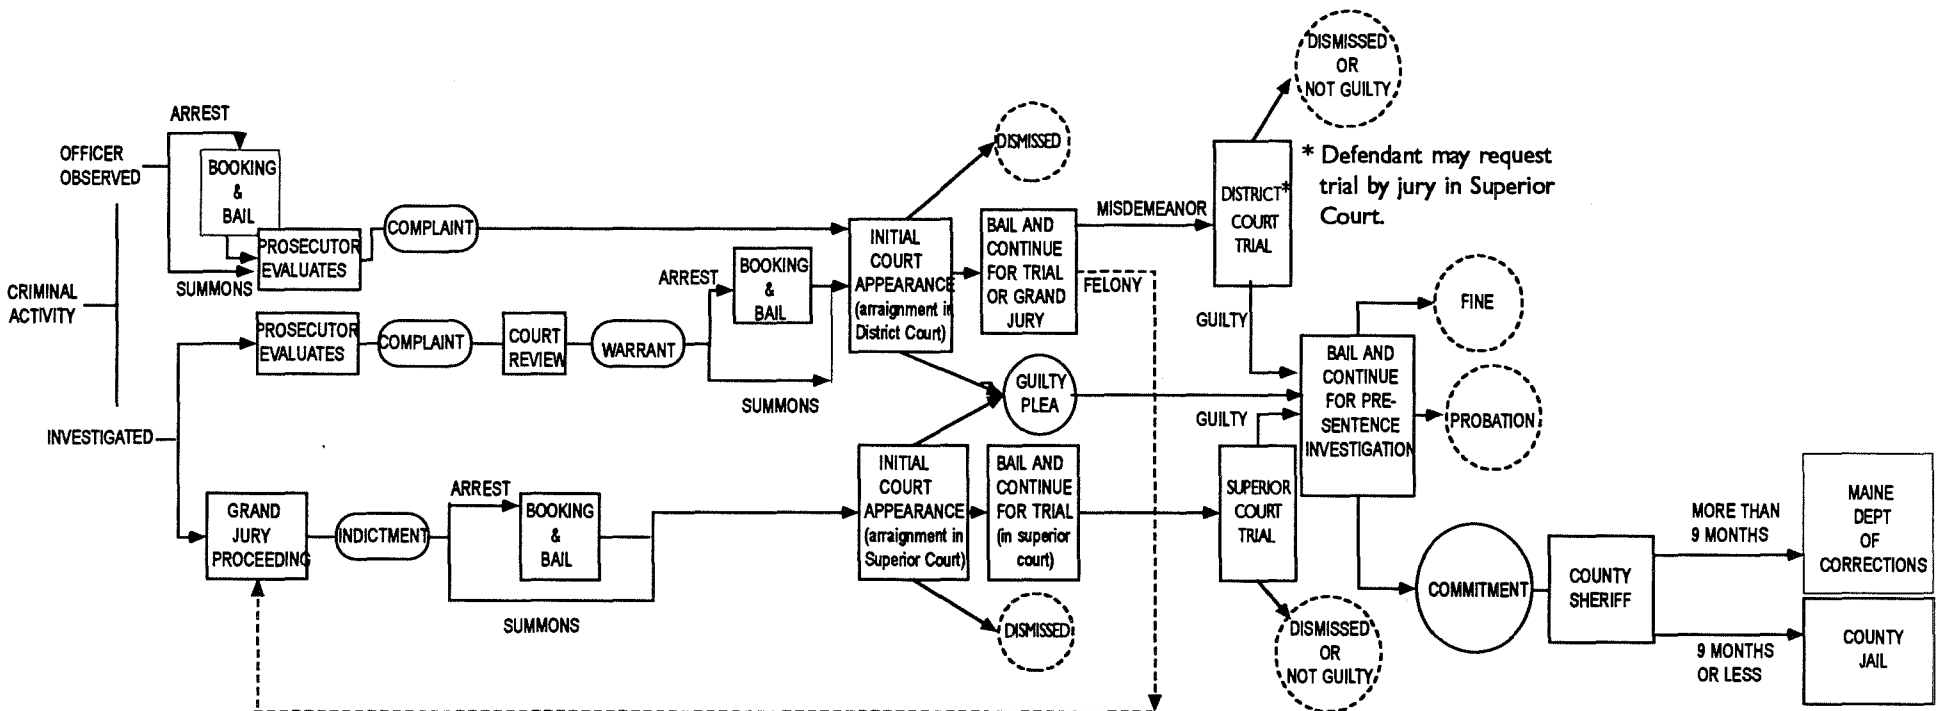 CRIMINAL
ACTIVITY
OFFICER
OBSERVED
ARREST
BOOKING
&
BAIL
SUMMONS
PROSECUTOR
EVALUATES
COMPLAINT
INVESTIGATED
PROSECUTOR
EVALUATES
COMPLAINT
COURT
REVIEW
WARRANT
ARREST
BOOKING
&
BAIL
SUMMONS
GRAND
JURY
PROCEEDING
INDICTMENT
ARREST
BOOKING
&
BAIL
SUMMONS
INITIAL
COURT
APPEARANCE
(arraignment in
District Court)
DISMISSED
BAIL AND
CONTINUE
FOR TRIAL
OR GRAND
JURY
MISDEMEANOR
FELONY
GUILTY
PLEA
INITIAL
COURT
APPEARANCE
(arraignment in
Superior Court)
DISMISSED
BAIL AND
CONTINUE
FOR TRIAL
(in superior
court)
DISTRICT*
COURT
TRIAL
DISMISSED
OR
NOT GUILTY
* Defendant may request
trial by jury in Superior
Court.
GUILTY
GUILTY
SUPERIOR
COURT
TRIAL
DISMISSED
OR
NOT GUILTY
BAIL AND
CONTINUE
FOR PRE-
SENTENCE
INVESTIGATION
FINE
PROBATION
COMMITMENT
COUNTY
SHERIFF
MORE THAN
9 MONTHS
MAINE
DEPT
OF
CORRECTIONS
9 MONTHS
OR LESS
COUNTY
JAIL